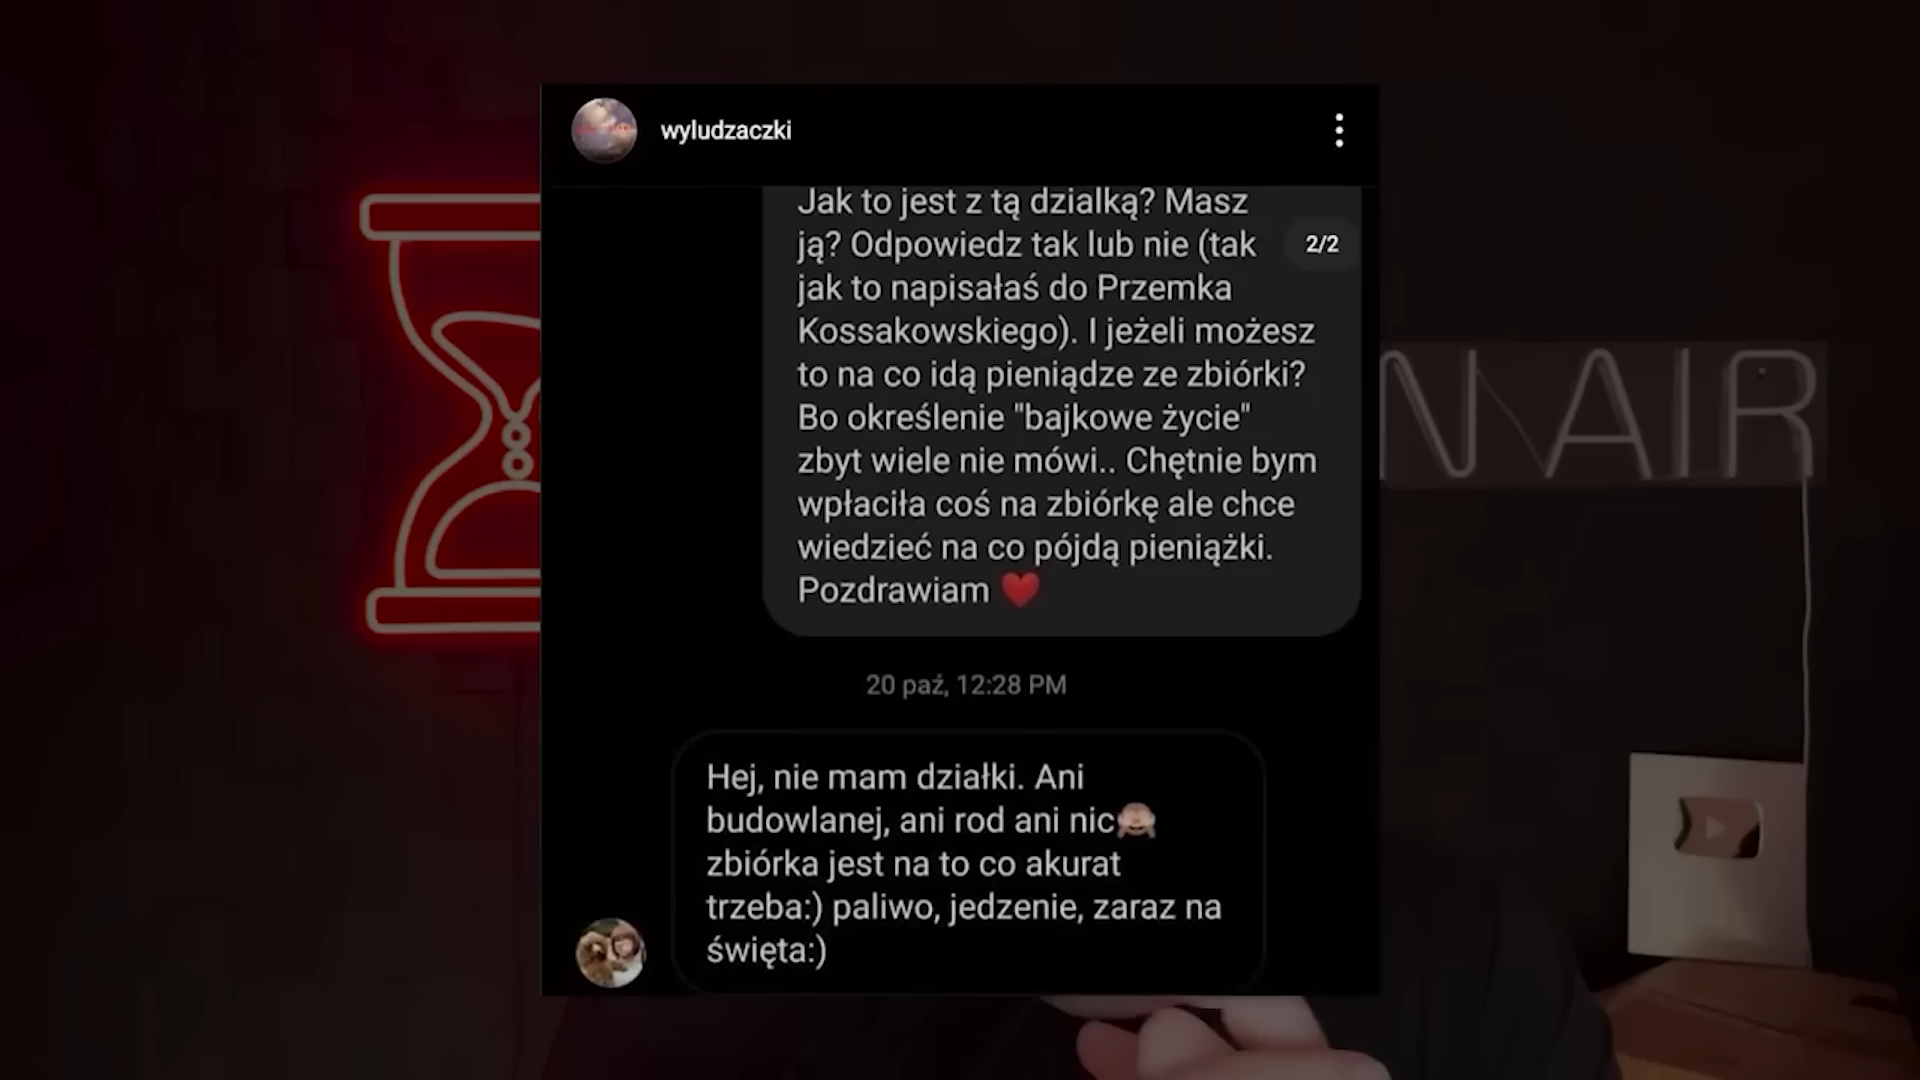 wyludzaczki
Jak to jest z tą dzialką? Masz
ją? Odpowiedz tak lub nie (tak
2/2
jak to napisałaś do Przemka
Kossakowskiego). I jeżeli możesz
to na co idą pieniądze ze zbiórki?
Bo określenie "bajkowe życie"
zbyt wiele nie mówi.. Chętnie bym
wpłaciła coś na zbiórkę ale chce
wiedzieć na co pójdą pieniążki.
Pozdrawiam ❤️
20 paź, 12:28 PM
Hej, nie mam działki. Ani
budowlanej, ani rod ani nic🙈
zbiórka jest na to co akurat
trzeba:) paliwo, jedzenie, zaraz na
święta:)
N AIR